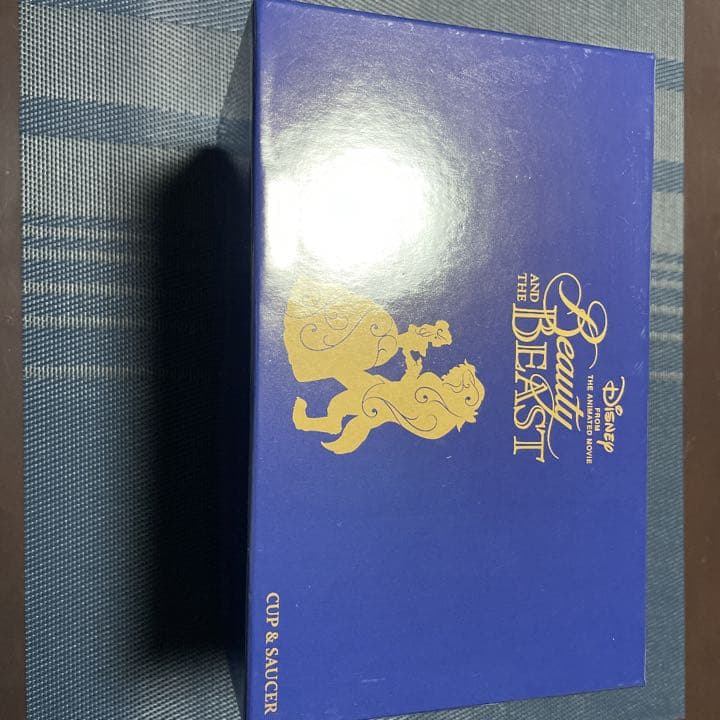 Disney
FROM
THE ANIMATED MOVIE
Beauty
AND THE BEAST
CUP & SAUCER